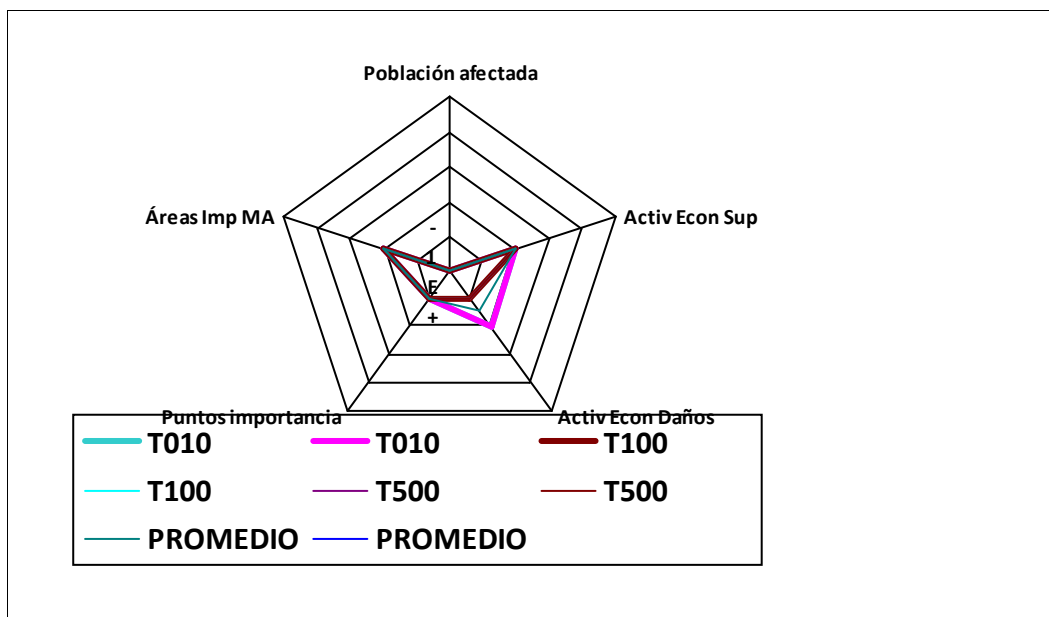 Población afectada
Áreas Imp MA
Activ Econ Sup
-
I
E
+
Puntos importancia
Activ Econ Daños
T010 T010 T100
T100 T500 T500
PROMEDIO PROMEDIO